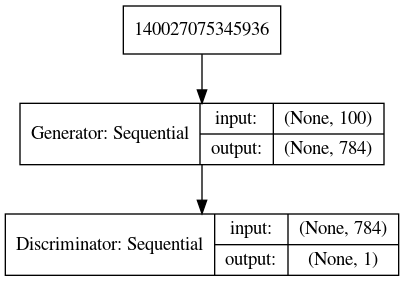 140027075345936
Generator: Sequential
input:
(None, 100)
output:
(None, 784)
Discriminator: Sequential
input:
(None, 784)
output:
(None, 1)